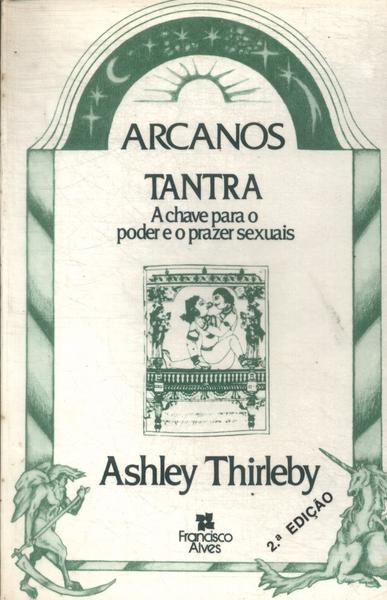 ARCANOS
TANTRA
A chave para o
poder e o prazer sexuais
Ashley Thirleby
2.ª EDIÇÃO
Francisco
Alves